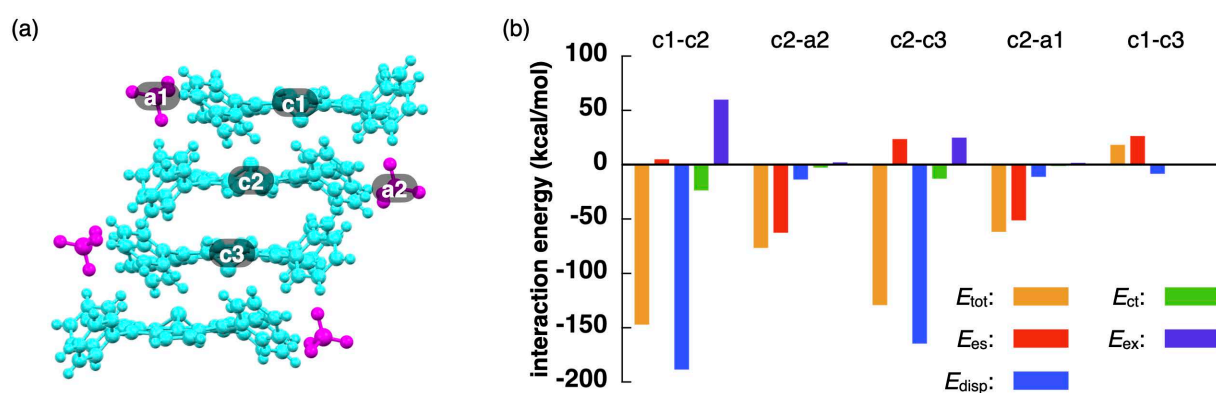 (a)
a1
c1
c2
a2
c3
(b)
c1-c2 c2-a2 c2-c3 c2-a1 c1-c3
interaction energy (kcal/mol)
100
50
0
-50
-100
-150
-200
Etot: Ect:
Ees: Eex:
Edisp: